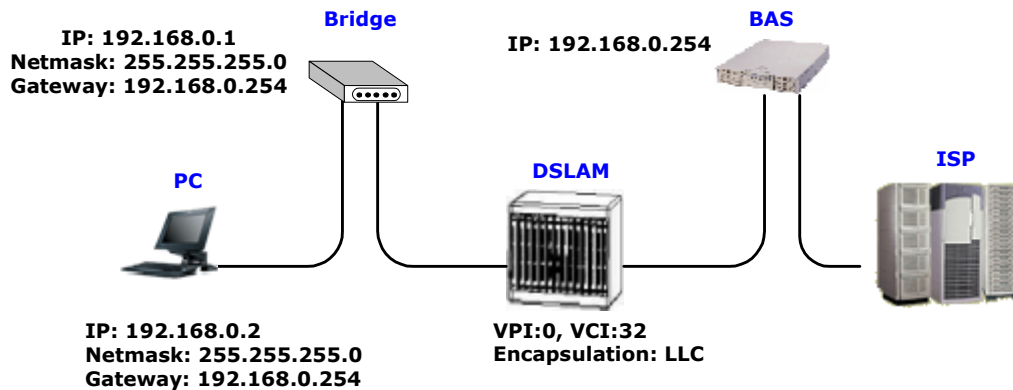 Bridge
IP: 192.168.0.1
Netmask: 255.255.255.0
Gateway: 192.168.0.254
BAS
IP: 192.168.0.254
PC
IP: 192.168.0.2
Netmask: 255.255.255.0
Gateway: 192.168.0.254
DSLAM
VPI:0, VCI:32
Encapsulation: LLC
ISP